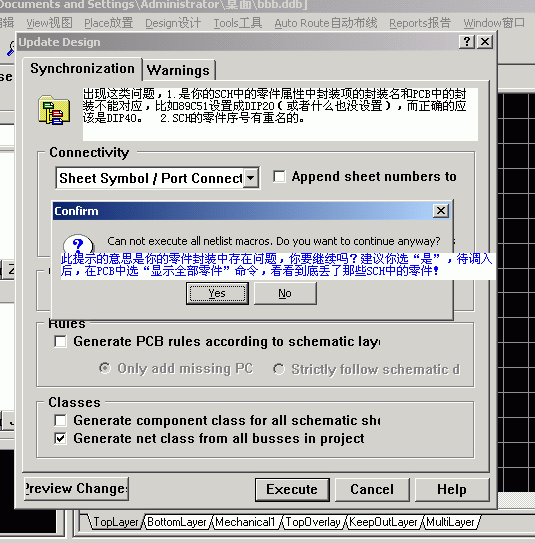 Documents and Settings\Administrator\桌面\bbb.ddb]
编辑 View视图 Place放置 Design设计 Tools工具 Auto Route自动布线 Reports报告 Window窗口
Update Design
Synchronization Warnings
出现这类问题，1.是你的SCH中的零件属性中封装项的封装名和PCB中的封
装不能对应，比如89C51设置成DIP20（或者什么也没设置），而正确的应
该是DIP40。 2.SCH的零件序号有重名的。
Connectivity
Sheet Symbol / Port Connect
Append sheet numbers to
Confirm
Can not execute all netlist macros. Do you want to continue anyway?
此提示的意思是你的零件封装中存在问题，你要继续吗？建议你选“是”，待调入
后，在PCB中选“显示全部零件”命令，看看到底丢了那些SCH中的零件！
Yes No
Rules
Generate PCB rules according to schematic layo
Only add missing PC Strictly follow schematic d
Classes
Generate component class for all schematic she
Generate net class from all busses in project
Preview Changes Execute Cancel Help
TopLayer BottomLayer Mechanical1 TopOverlay KeepOutLayer MultiLayer